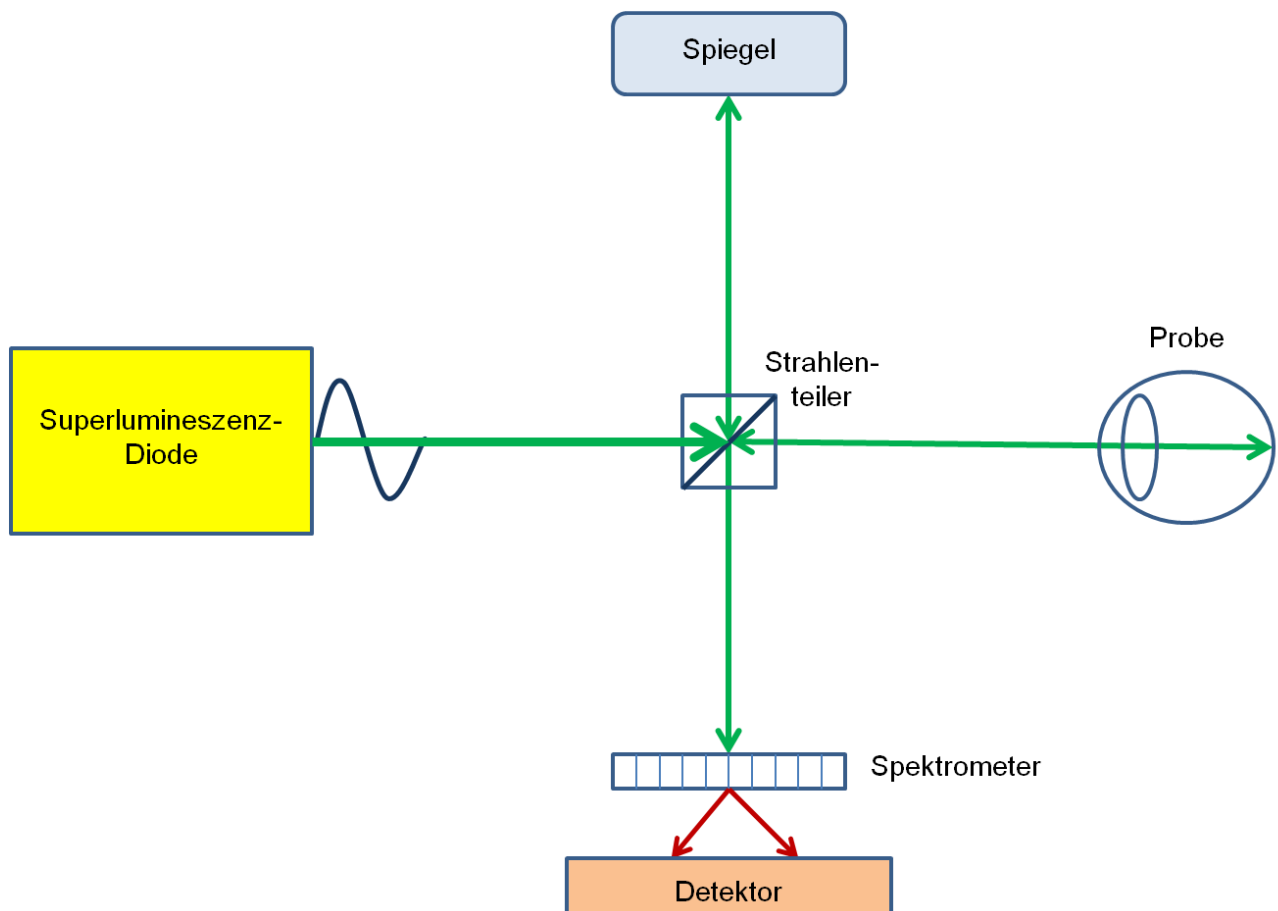 Spiegel
Probe
Strahlen-
teiler
Superlumineszenz-
Diode
Spektrometer
Detektor